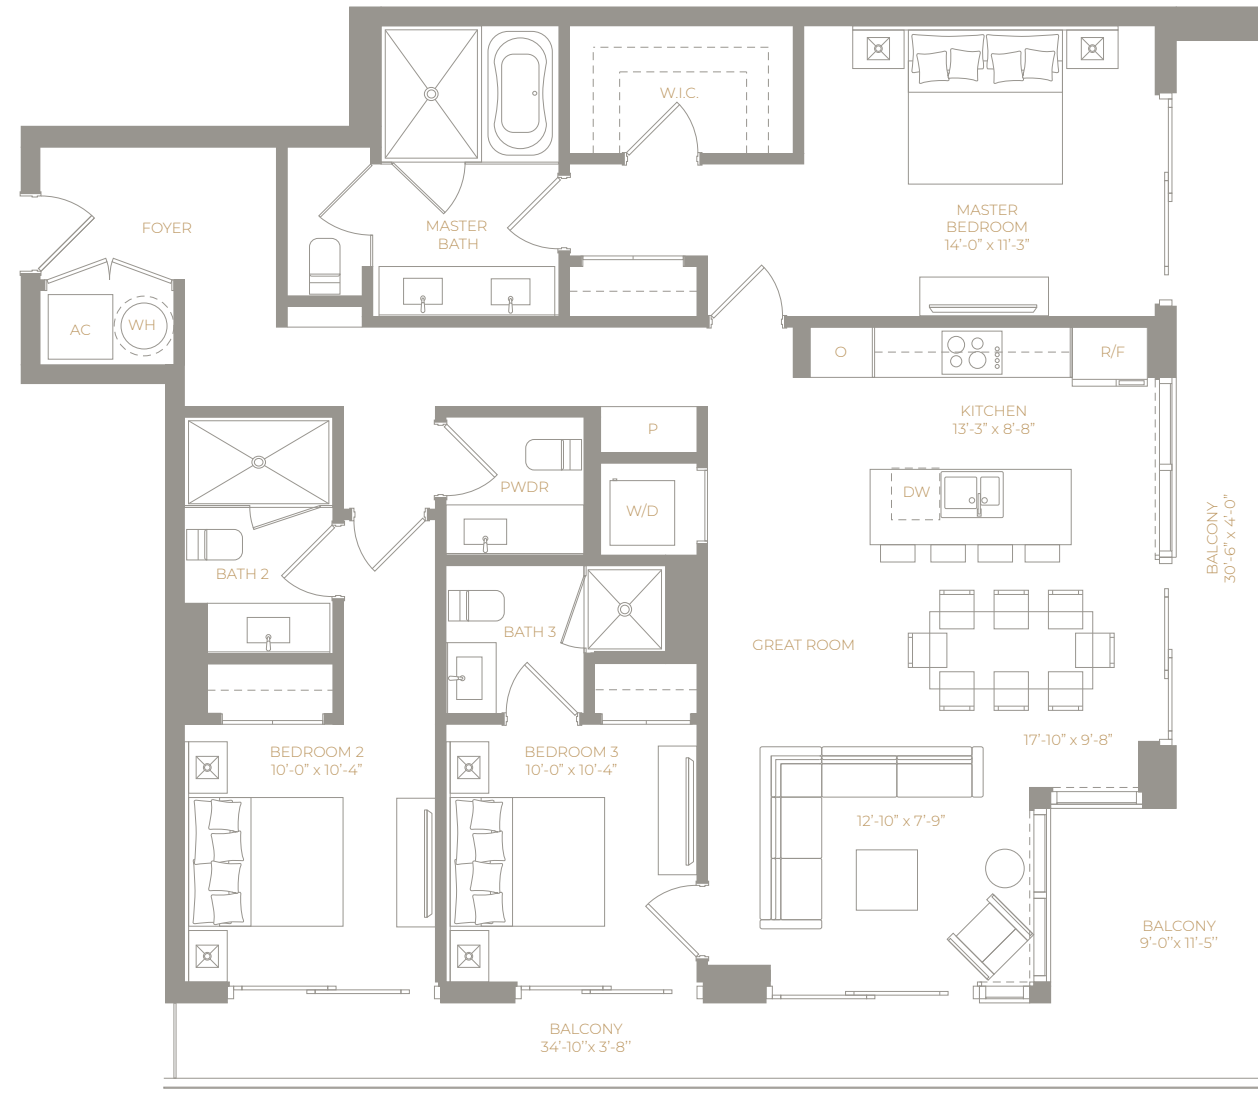 W.I.C.
FOYER
MASTER
BATH
MASTER
BEDROOM
14'-0" x 11'-3"
AC
WH
O
R/F
KITCHEN
13'-3" x 8'-8"
P
PWDR
W/D
DW
BALCONY
30'-6" x 4'-0"
BATH 2
BATH 3
GREAT ROOM
17'-10" x 9'-8"
BEDROOM 2
10'-0" x 10'-4"
BEDROOM 3
10'-0" x 10'-4"
12'-10" x 7'-9"
BALCONY
9'-0''x 11'-5''
BALCONY
34'-10''x 3'-8''